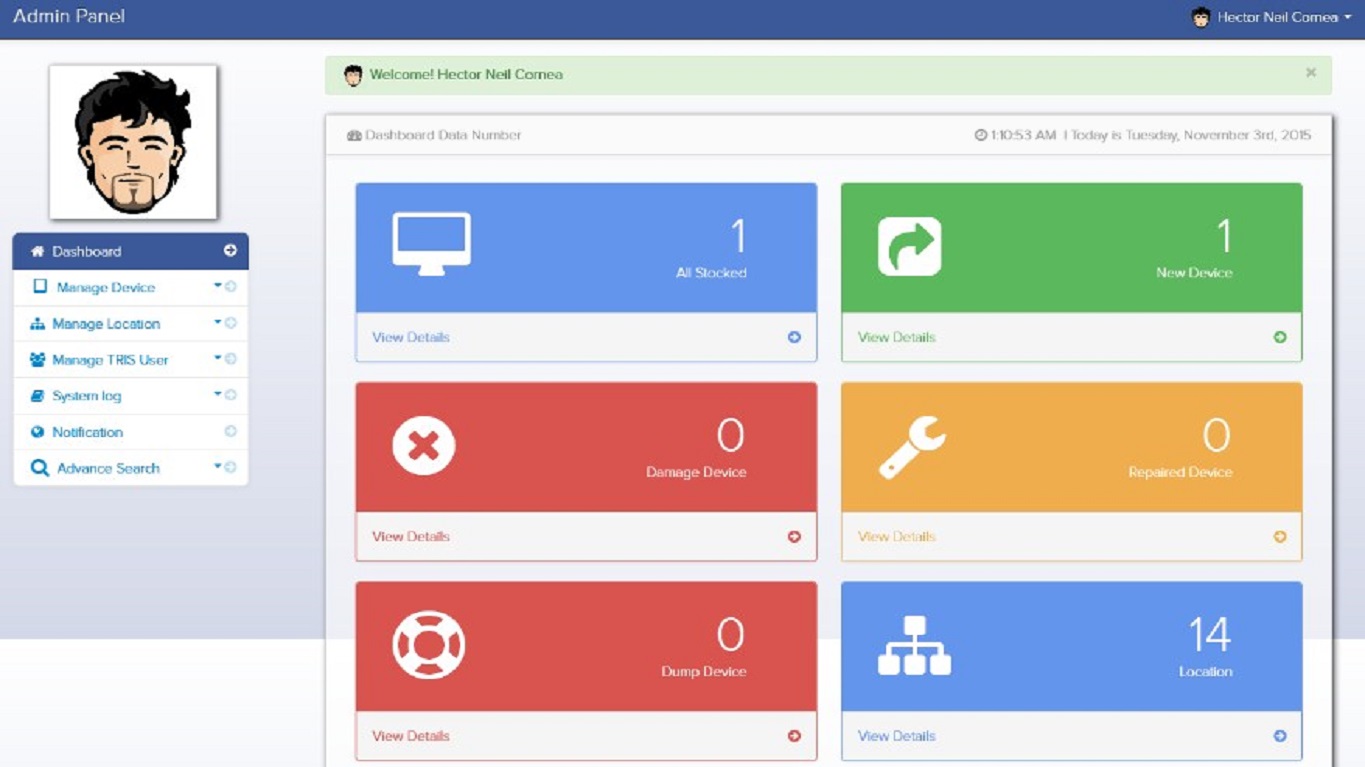 Admin Panel
Hector Neil Cornea
Welcome! Hector Neil Cornea
×
Dashboard Data Number
1:10:53 AM | Today is Tuesday, November 3rd, 2015
Dashboard
Manage Device
Manage Location
Manage TRIS User
System log
Notification
Advance Search
1
All Stocked
View Details
1
New Device
View Details
0
Damage Device
View Details
0
Repaired Device
View Details
0
Dump Device
View Details
14
Location
View Details